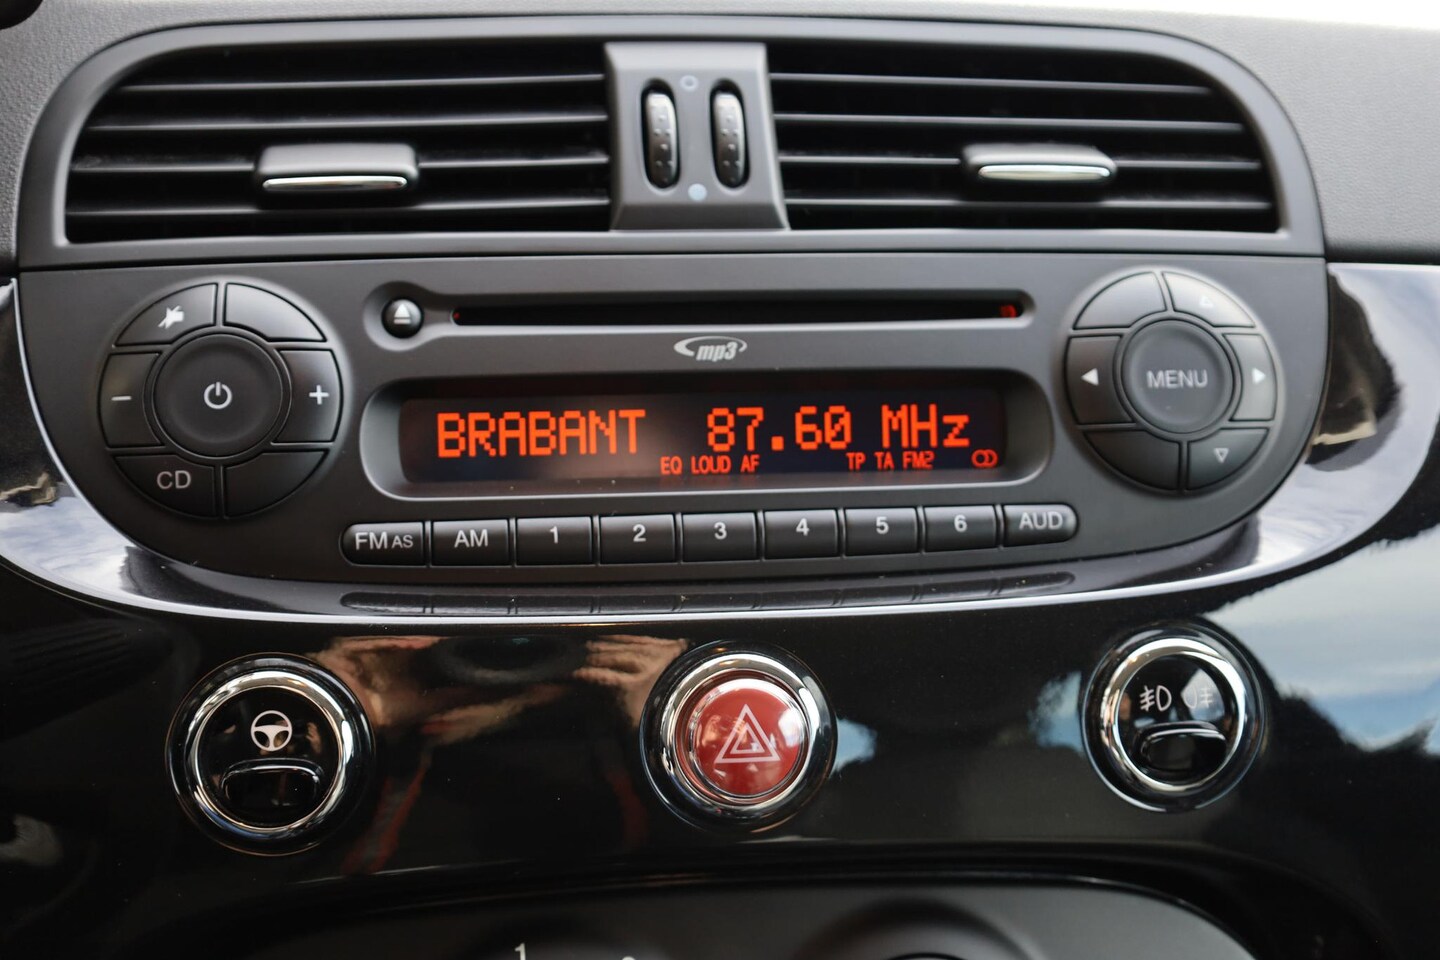 mp3
BRABANT 87.60 MHz
EQ LOUD AF TP TA FM2
MENU
CD
FM AS AM 1 2 3 4 5 6 AUD
1